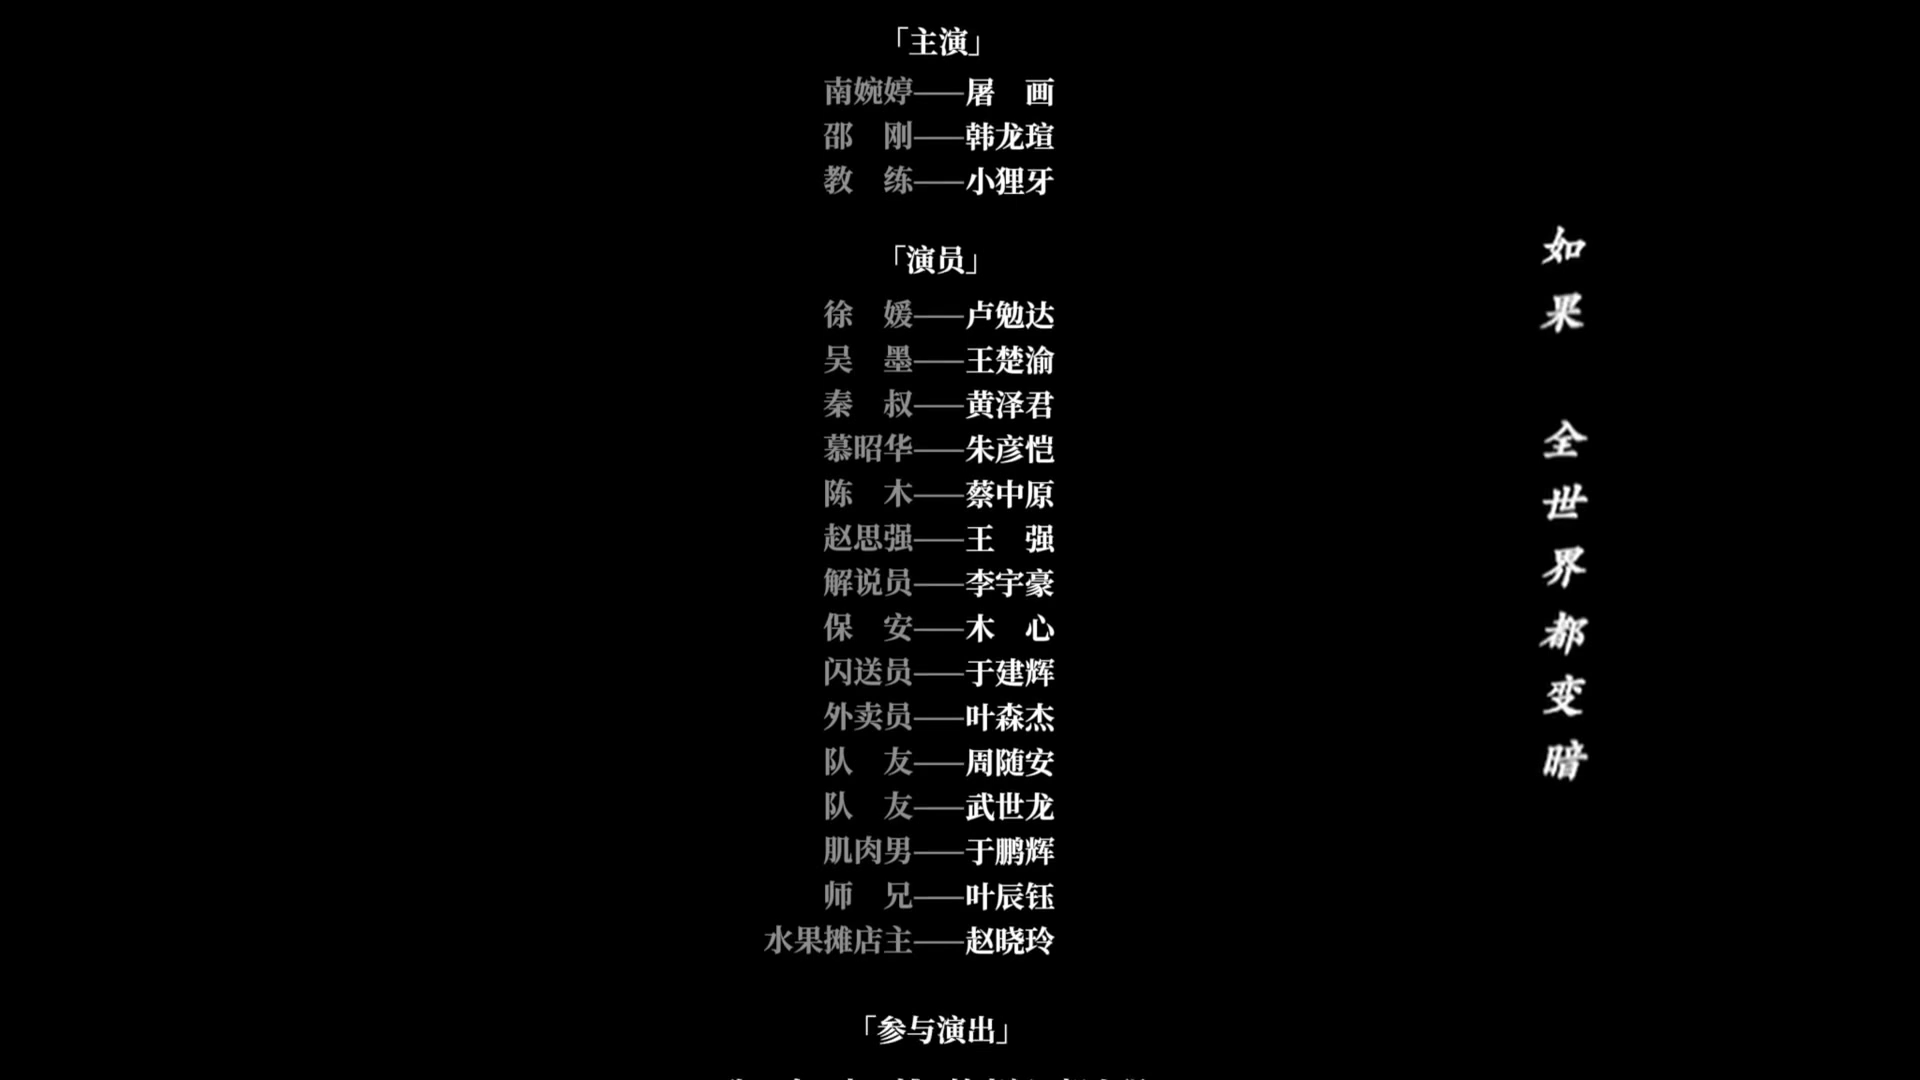 「主演」
南婉婷——屠　画
邵　刚——韩龙瑄
教　练——小狸牙
「演员」
徐　媛——卢勉达
吴　墨——王楚渝
秦　叔——黄泽君
慕昭华——朱彦恺
陈　木——蔡中原
赵思强——王　强
解说员——李宇豪
保　安——木　心
闪送员——于建辉
外卖员——叶森杰
队　友——周随安
队　友——武世龙
肌肉男——于鹏辉
师　兄——叶辰钰
水果摊店主——赵晓玲
「参与演出」
如果　全世界都变暗